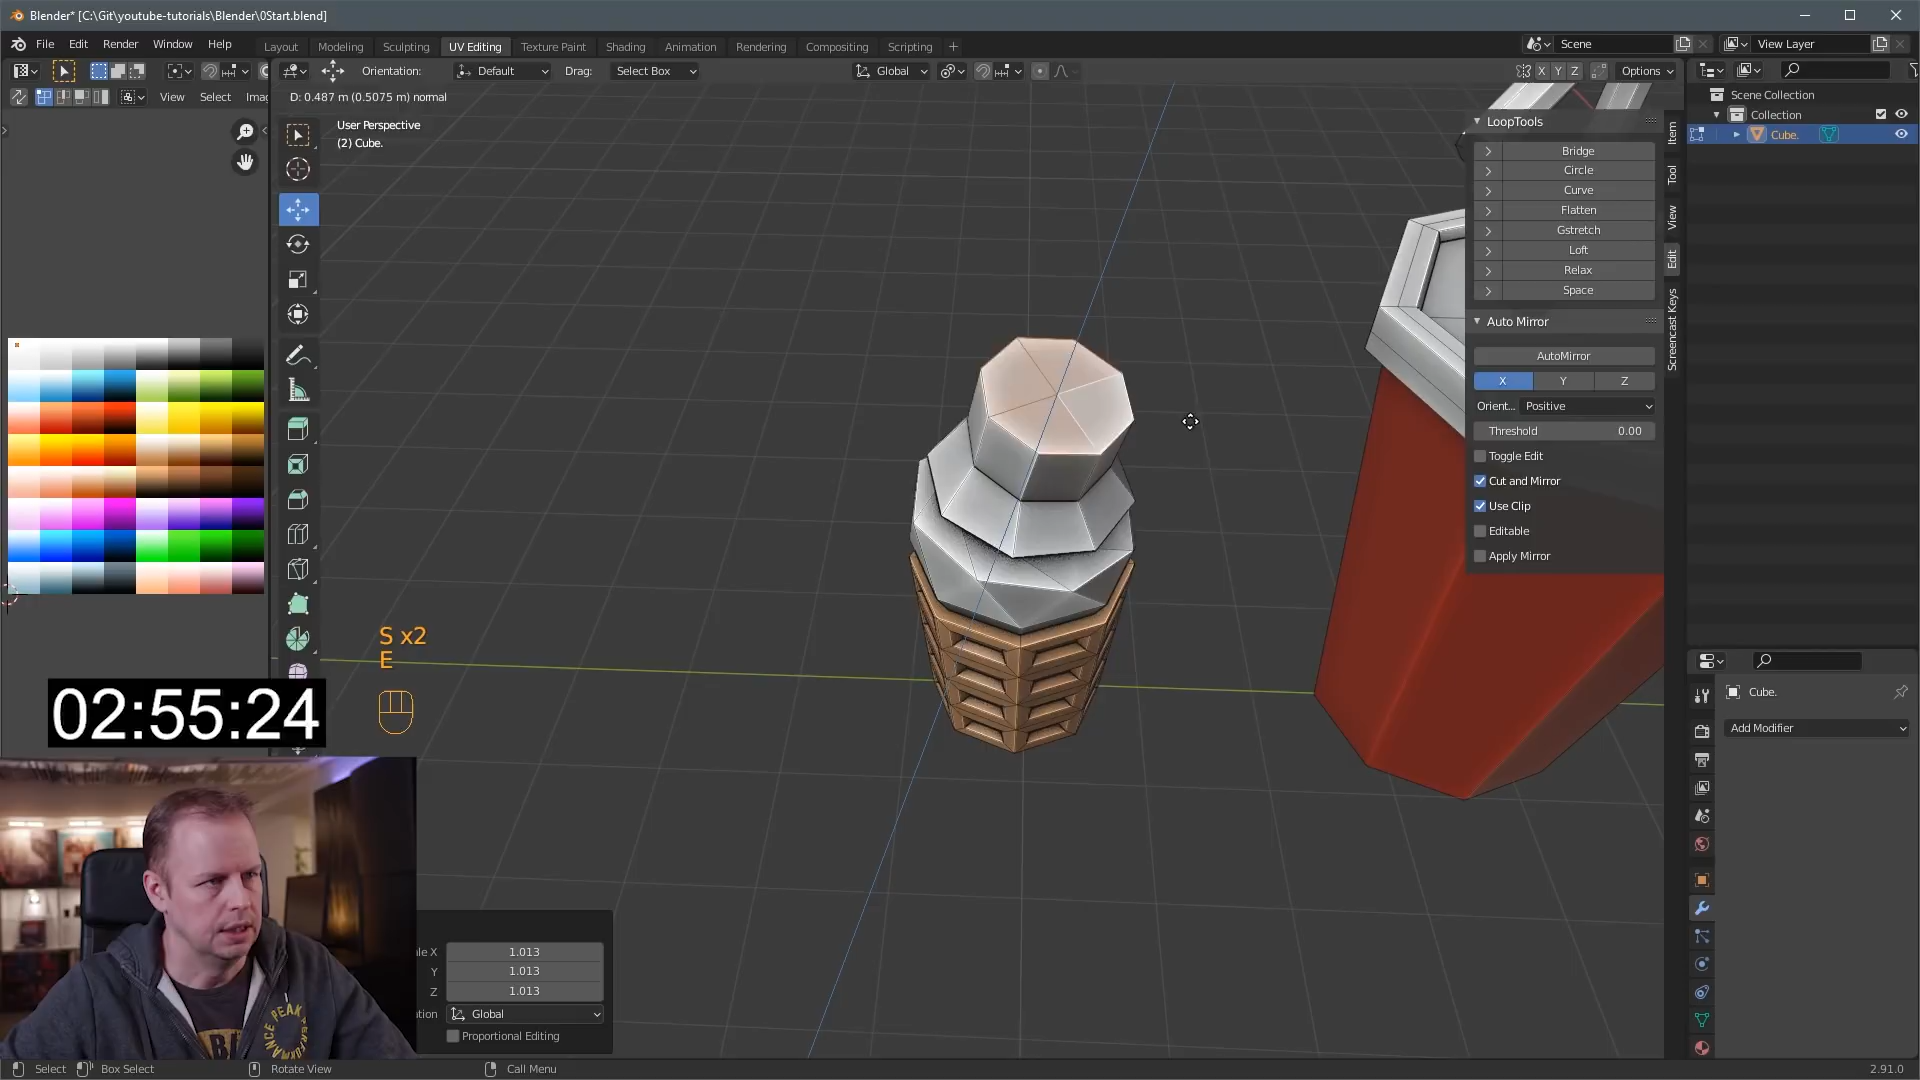 Blender* [C:\Git\youtube-tutorials\Blender\0Start.blend]
File Edit Render Window Help
Layout Modeling Sculpting UV Editing Texture Paint Shading Animation Rendering Compositing Scripting +
Scene
View Layer
Orientation: Default Drag: Select Box
Global
X Y Z Options
View Select Imag
D: 0.487 m (0.5075 m) normal
User Perspective
(2) Cube.
LoopTools
Bridge
Circle
Curve
Flatten
Gstretch
Loft
Relax
Space
Auto Mirror
AutoMirror
X Y Z
Orient... Positive
Threshold 0.00
Toggle Edit
Cut and Mirror
Use Clip
Editable
Apply Mirror
Item
Tool
View
Edit
Screencast Keys
Scene Collection
Collection
Cube.
Cube.
Add Modifier
S x2
E
02:55:24
le X 1.013
Y 1.013
Z 1.013
tion Global
Proportional Editing
Select Box Select Rotate View Call Menu 2.91.0